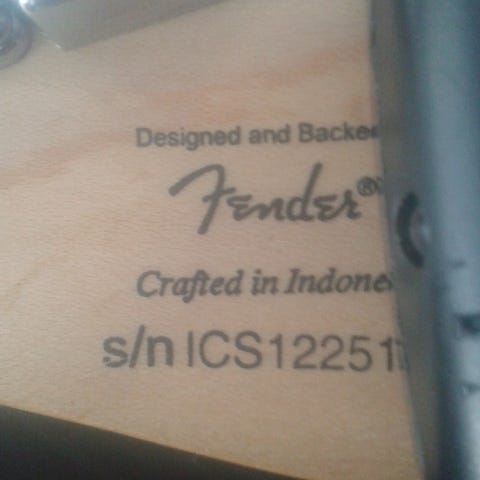 Designed and Backe
Fender®
Crafted in Indone
s/n ICS12251